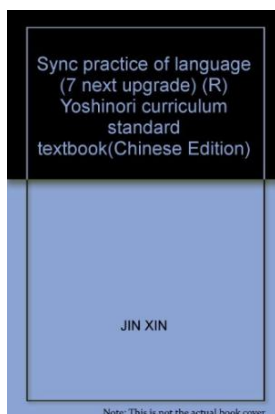 Sync practice of language
(7 next upgrade) (R)
Yoshinori curriculum
standard
textbook(Chinese Edition)
JIN XIN
Note: This is not the actual book cover